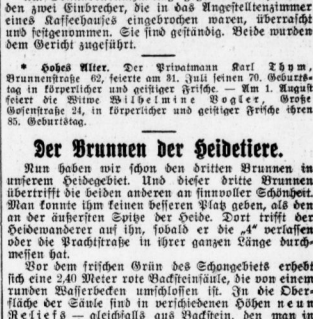 den zwei Einbrecher, die in das Angestelltenzimmer
eines Kaffeehauses eingebrochen waren, überrascht
und festgenommen. Sie sind geständig. Beide wurden
dem Gericht zugeführt.
* Hohes Alter. Der Privatmann Karl Thym,
Brunnenstraße 62, feierte am 31. Juli seinen 70. Geburts-
tag in körperlicher und geistiger Frische. — Am 1. August
feiert die Witwe Wilhelmine Vogler, Große
Gosenstraße 24, in körperlicher und geistiger Frische ihren
85. Geburtstag.
Der Brunnen der Heidetiere.
Nun haben wir schon den dritten Brunnen in
unserem Heidegebiet. Und dieser dritte Brunnen
übertrifft die beiden anderen an sinnvoller Schönheit.
Man konnte ihm keinen besseren Platz geben, als den
an der äußersten Spitze der Heide. Dort trifft der
Heidewanderer auf ihn, sobald er die „4“ verlassen
oder die Prachtstraße in ihrer ganzen Länge durch-
messen hat.
Vor dem frischen Grün des Schongebiets erhebt
sich eine 2,40 Meter rote Backsteinsäule, die von einem
runden Wasserbecken umschlossen ist. In die Ober-
fläche der Säule sind in verschiedenen Höhen neun
Reliefs — gleichfalls aus Backstein, den man in